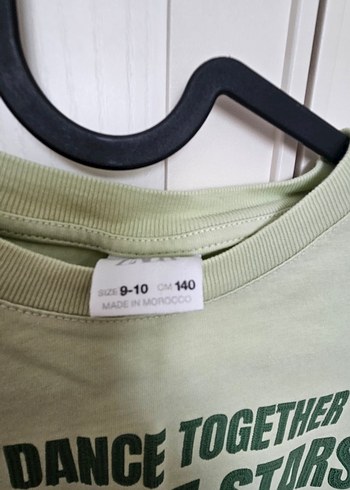 SIZE 9-10 CM 140
MADE IN MOROCCO
DANCE TOGETHER
STARS